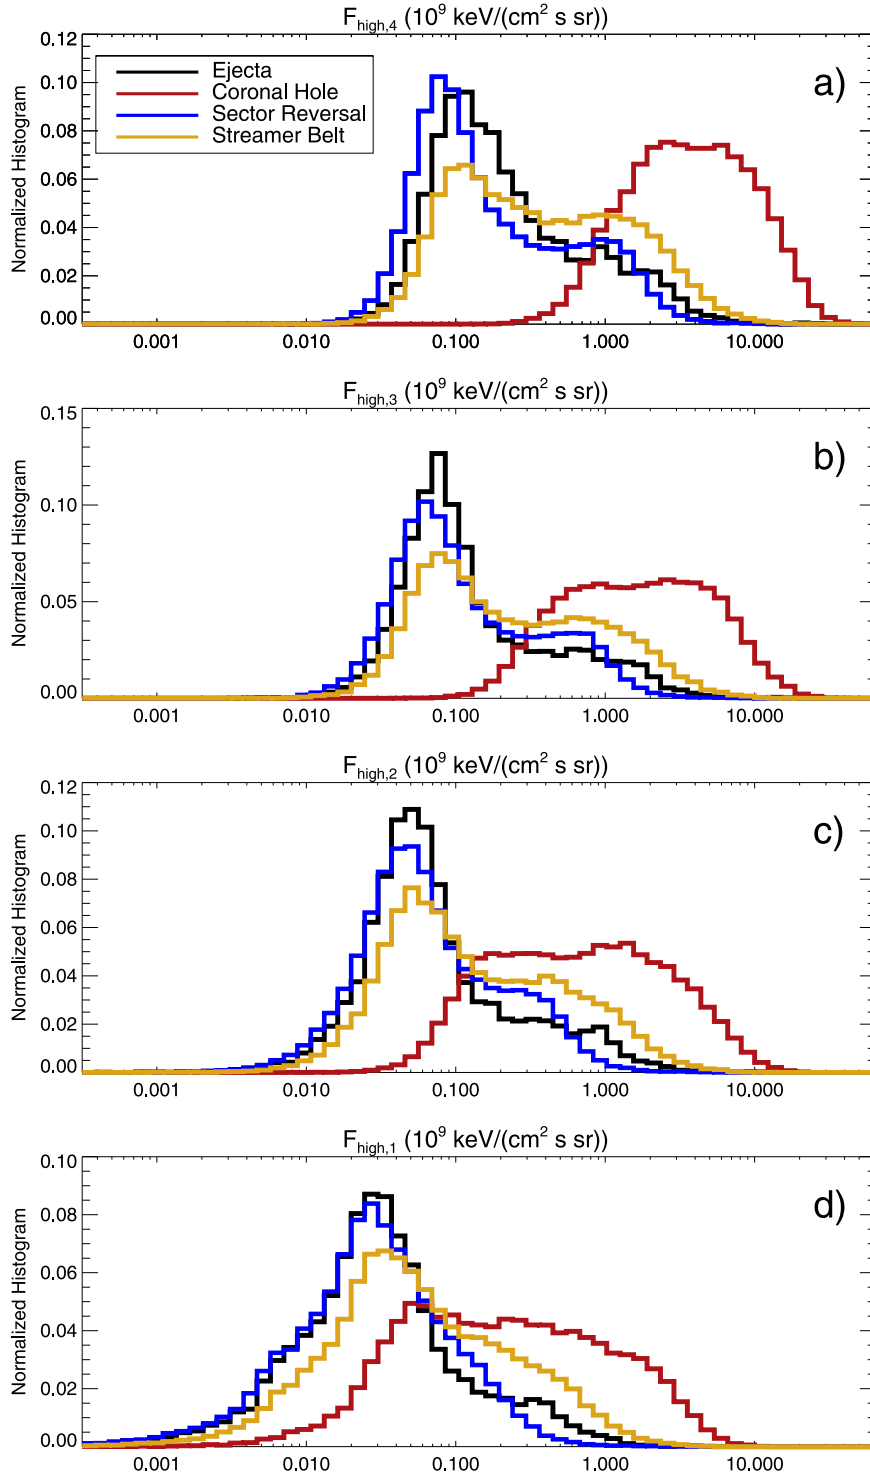 F_high,4 (10^9 keV/(cm^2 s sr))
0.12
0.10
0.08
0.06
0.04
0.02
0.00
Normalized Histogram
Ejecta
Coronal Hole
Sector Reversal
Streamer Belt
a)
0.001 0.010 0.100 1.000 10.000
F_high,3 (10^9 keV/(cm^2 s sr))
0.15
0.10
0.05
0.00
Normalized Histogram
b)
0.001 0.010 0.100 1.000 10.000
F_high,2 (10^9 keV/(cm^2 s sr))
0.12
0.10
0.08
0.06
0.04
0.02
0.00
Normalized Histogram
c)
0.001 0.010 0.100 1.000 10.000
F_high,1 (10^9 keV/(cm^2 s sr))
0.10
0.08
0.06
0.04
0.02
0.00
Normalized Histogram
d)
0.001 0.010 0.100 1.000 10.000